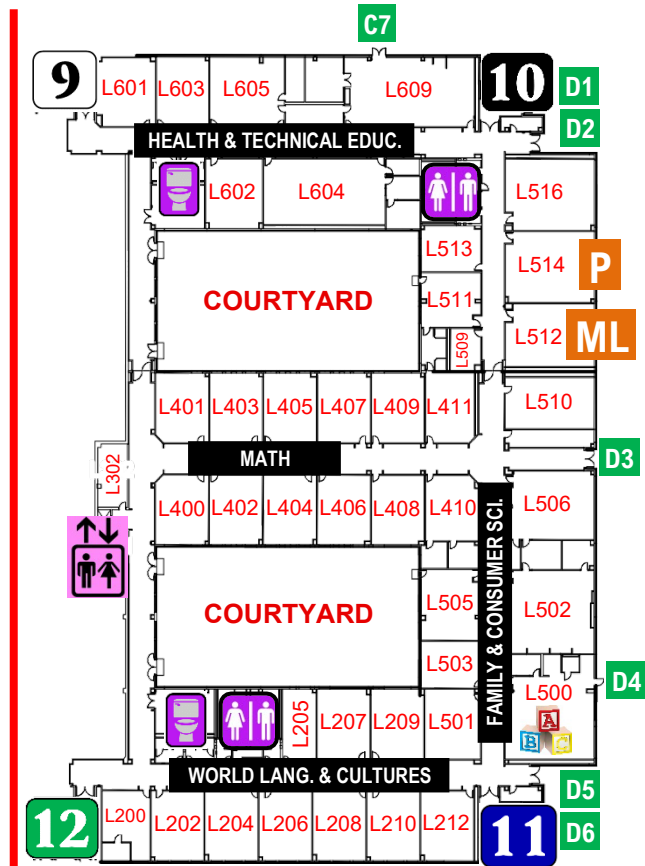 C7
9
L601
L603
L605
L609
10
D1
D2
HEALTH & TECHNICAL EDUC.
L602
L604
L516
L513
L514
P
COURTYARD
L511
L512
ML
L509
L401
L403
L405
L407
L409
L411
L510
MATH
D3
L302
L400
L402
L404
L406
L408
L410
L506
FAMILY & CONSUMER SCI.
COURTYARD
L505
L502
L503
L205
L207
L209
L501
L500
D4
A
B
C
WORLD LANG. & CULTURES
D5
12
L200
L202
L204
L206
L208
L210
L212
11
D6